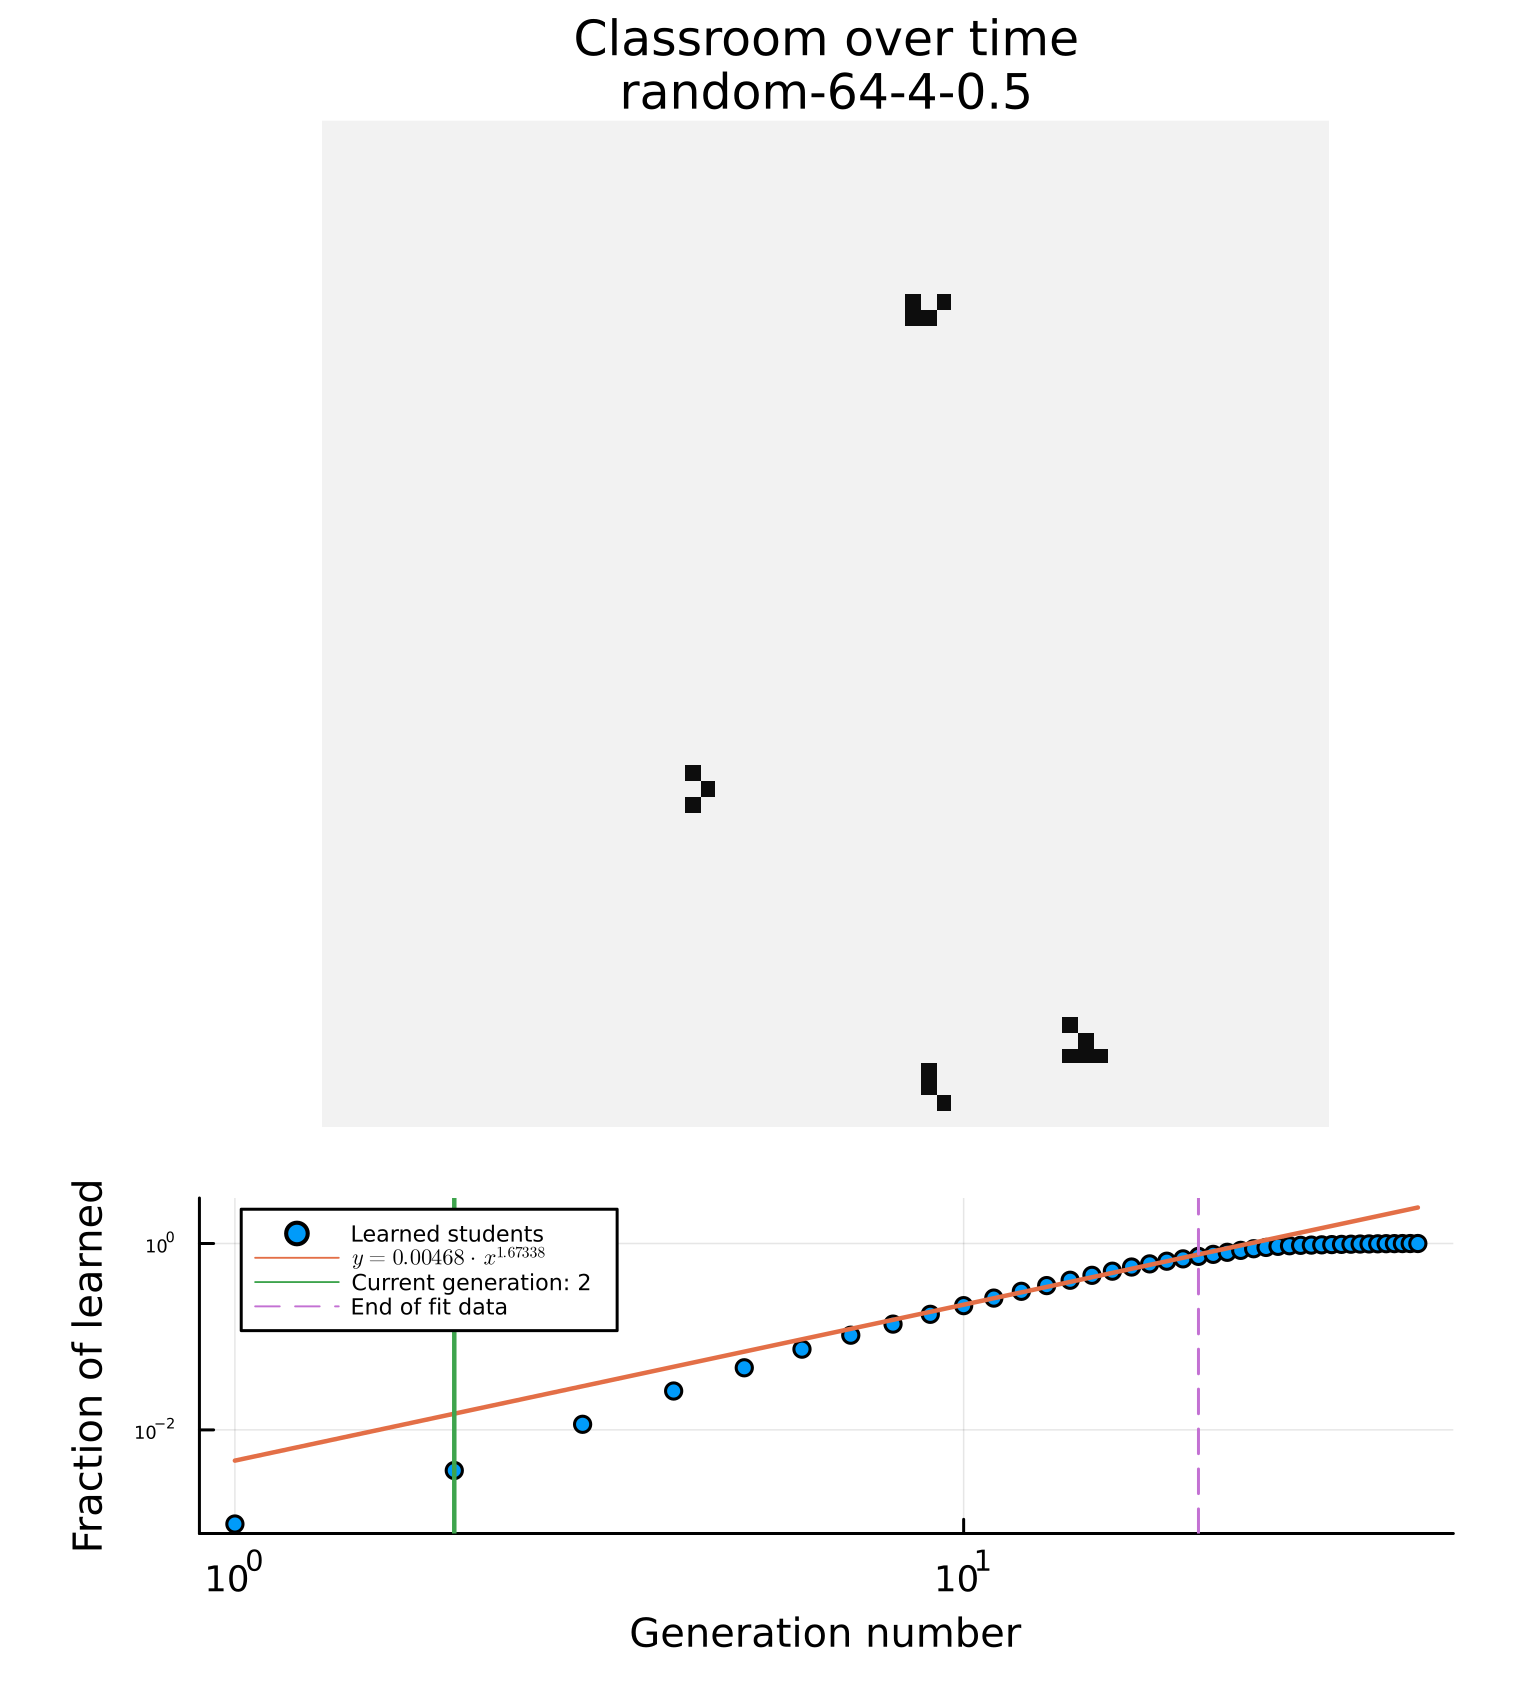 Classroom over time
random-64-4-0.5
Fraction of learned
10^0
10^−2
Learned students
y = 0.00468 · x^1.67338
Current generation: 2
End of fit data
10^0
10^1
Generation number